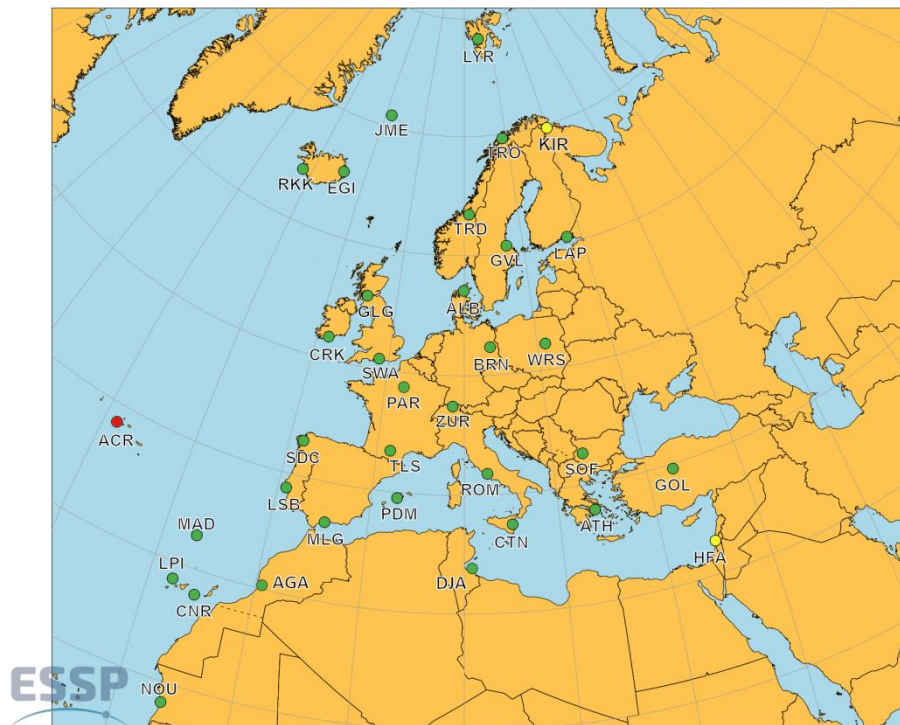 LYR
JME
TRO
KIR
RKK
EGI
TRD
GVL
LAP
ALB
GLG
CRK
SWA
BRN
WRS
PAR
ZUR
ACR
SDC
TLS
SOF
GOL
ROM
LSB
PDM
MAD
MLG
CTN
ATH
HFA
LPI
AGA
DJA
CNR
ESSP
NOU